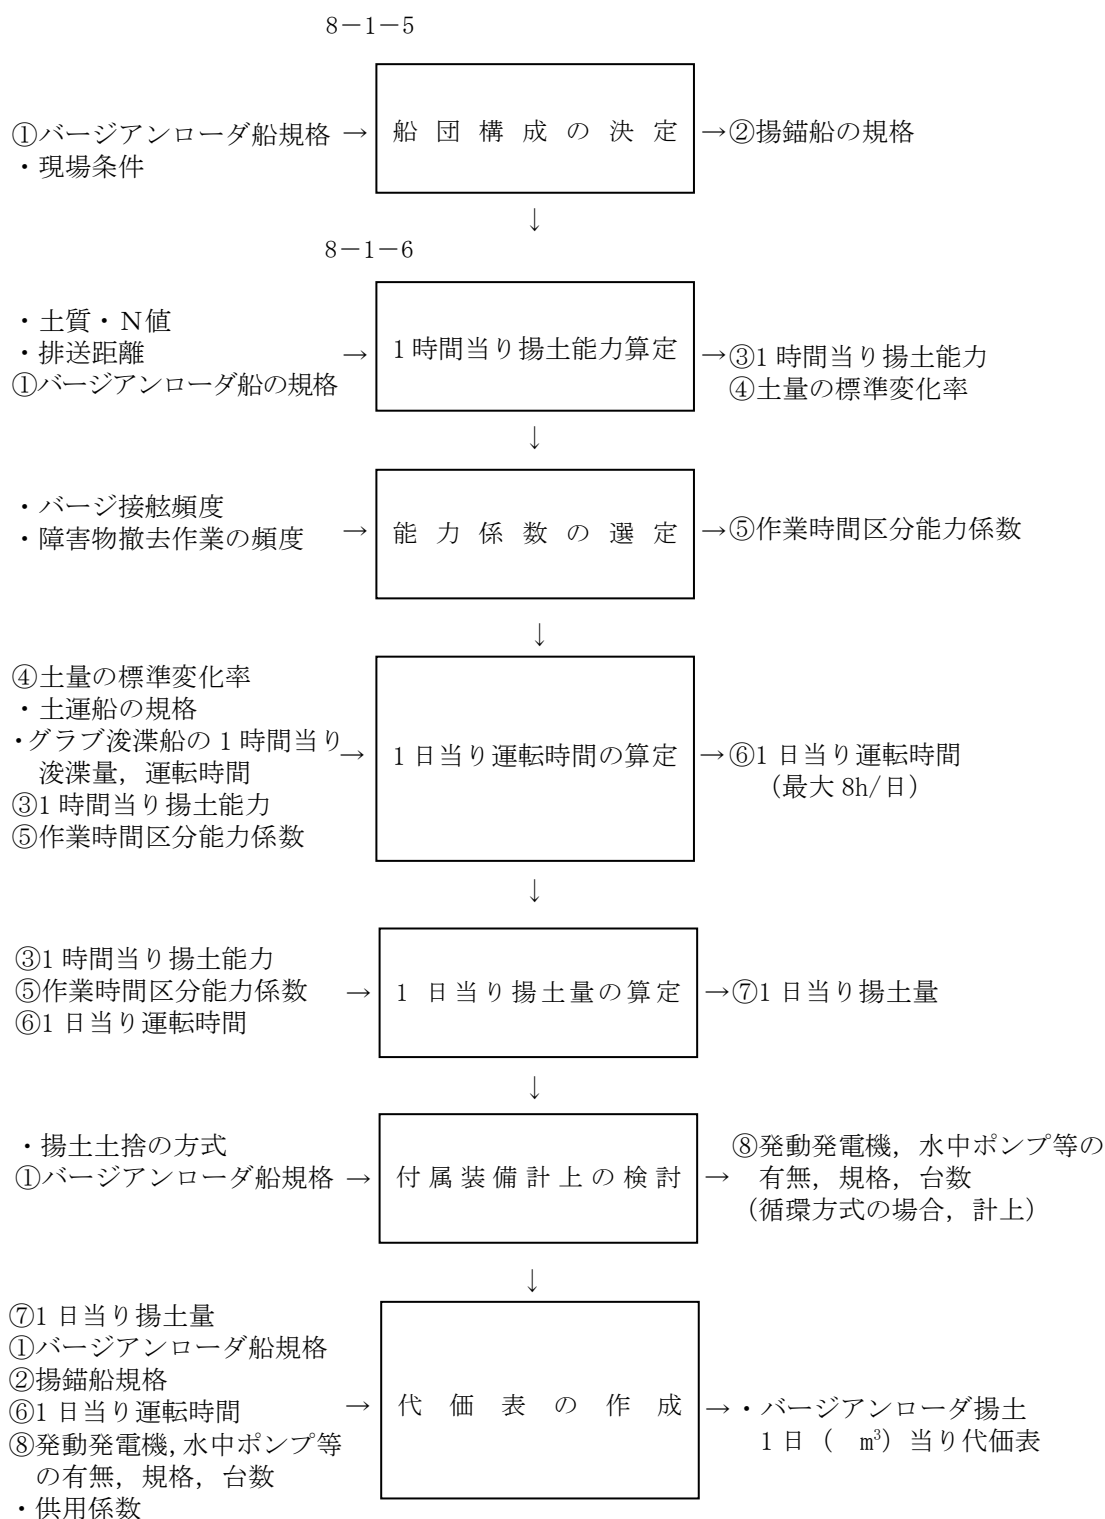 8－1－5
①バージアンローダ船規格 → 船団構成の決定 →②揚錨船の規格
・現場条件
↓
8－1－6
・土質・N値
・排送距離 → 1時間当り揚土能力算定 →③1時間当り揚土能力
①バージアンローダ船の規格
④土量の標準変化率
↓
・バージ接舷頻度
・障害物撤去作業の頻度 → 能力係数の選定 →⑤作業時間区分能力係数
↓
④土量の標準変化率
・土運船の規格
・グラブ浚渫船の1時間当り → 1日当り運転時間の算定 →⑥1日当り運転時間
浚渫量，運転時間
（最大 8h/日）
③1時間当り揚土能力
⑤作業時間区分能力係数
↓
③1時間当り揚土能力
⑤作業時間区分能力係数 → 1日当り揚土量の算定 →⑦1日当り揚土量
⑥1日当り運転時間
↓
・揚土土捨の方式
①バージアンローダ船規格 → 付属装備計上の検討 →
⑧発動発電機，水中ポンプ等の
有無，規格，台数
（循環方式の場合，計上）
↓
⑦1日当り揚土量
①バージアンローダ船規格
②揚錨船規格
⑥1日当り運転時間 → 代価表の作成 →・バージアンローダ揚土
1日（　m³）当り代価表
⑧発動発電機，水中ポンプ等
の有無，規格，台数
・供用係数